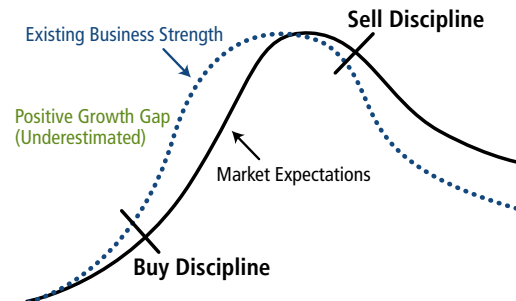 Sell Discipline
Existing Business Strength
Positive Growth Gap
(Underestimated)
Market Expectations
Buy Discipline